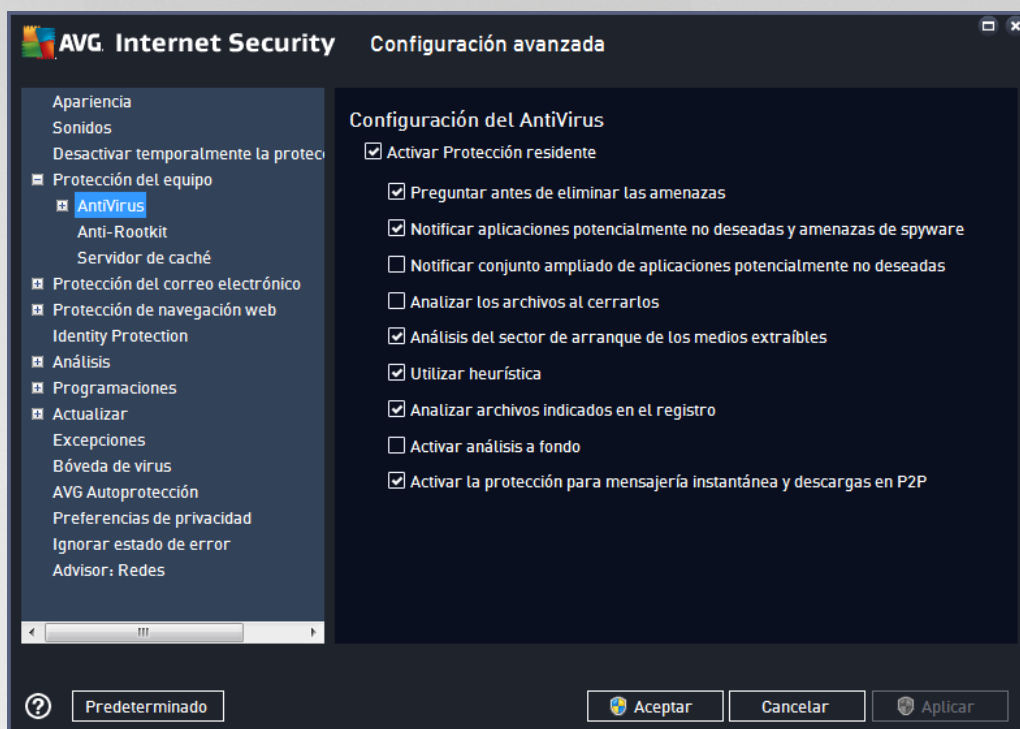 AVG. Internet Security
Configuración avanzada
Apariencia
Sonidos
Desactivar temporalmente la protec
Protección del equipo
AntiVirus
Anti-Rootkit
Servidor de caché
Protección del correo electrónico
Protección de navegación web
Identity Protection
Análisis
Programaciones
Actualizar
Excepciones
Bóveda de virus
AVG Autoprotección
Preferencias de privacidad
Ignorar estado de error
Advisor: Redes
Configuración del AntiVirus
Activar Protección residente
Preguntar antes de eliminar las amenazas
Notificar aplicaciones potencialmente no deseadas y amenazas de spyware
Notificar conjunto ampliado de aplicaciones potencialmente no deseadas
Analizar los archivos al cerrarlos
Análisis del sector de arranque de los medios extraíbles
Utilizar heurística
Analizar archivos indicados en el registro
Activar análisis a fondo
Activar la protección para mensajería instantánea y descargas en P2P
Predeterminado
Aceptar
Cancelar
Aplicar